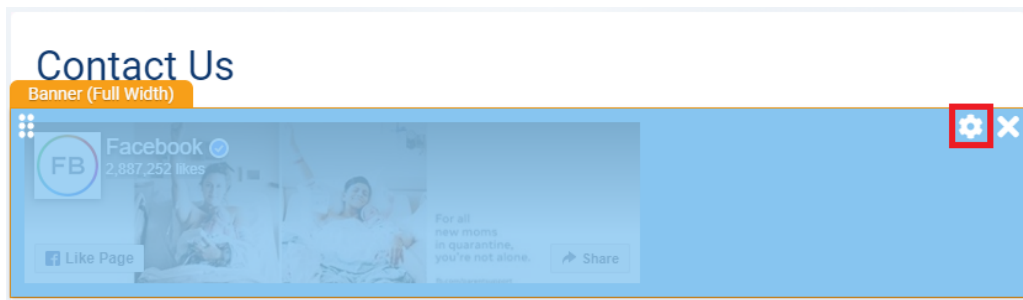 Contact Us
Banner (Full Width)
FB
Facebook
2,887,252 likes
For all
new moms
in quarantine,
you're not alone.
Like Page
Share